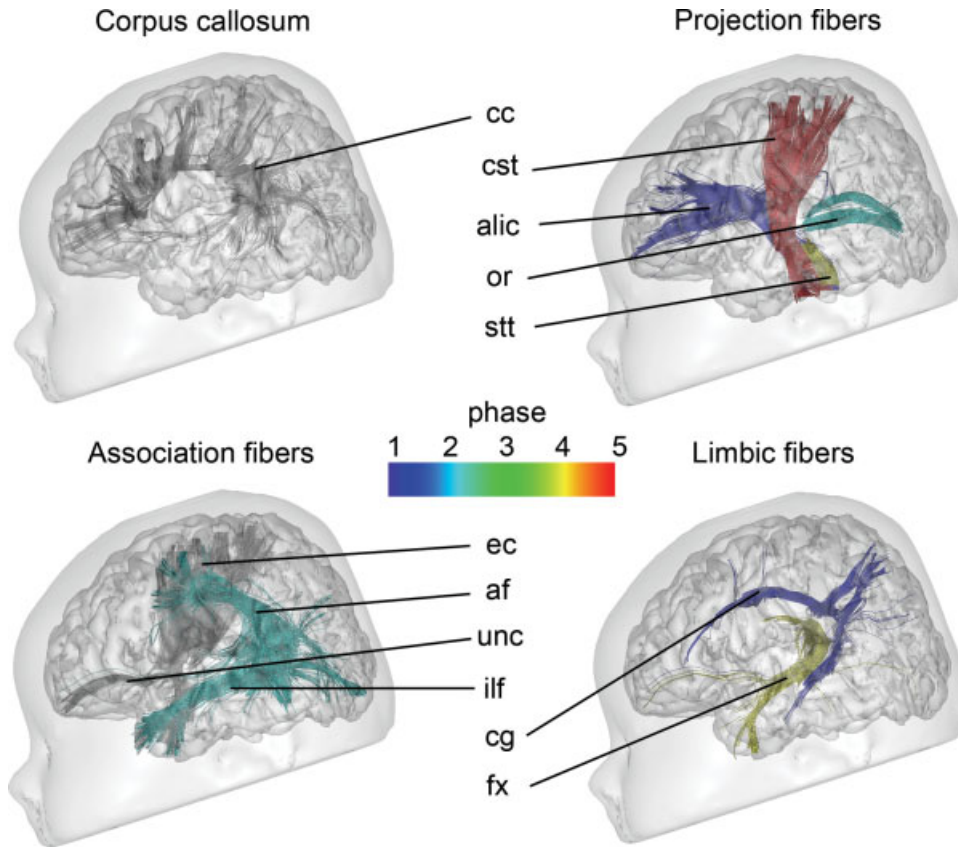 Corpus callosum
Projection fibers
cc
cst
alic
or
stt
phase
1 2 3 4 5
Association fibers
Limbic fibers
ec
af
unc
ilf
cg
fx